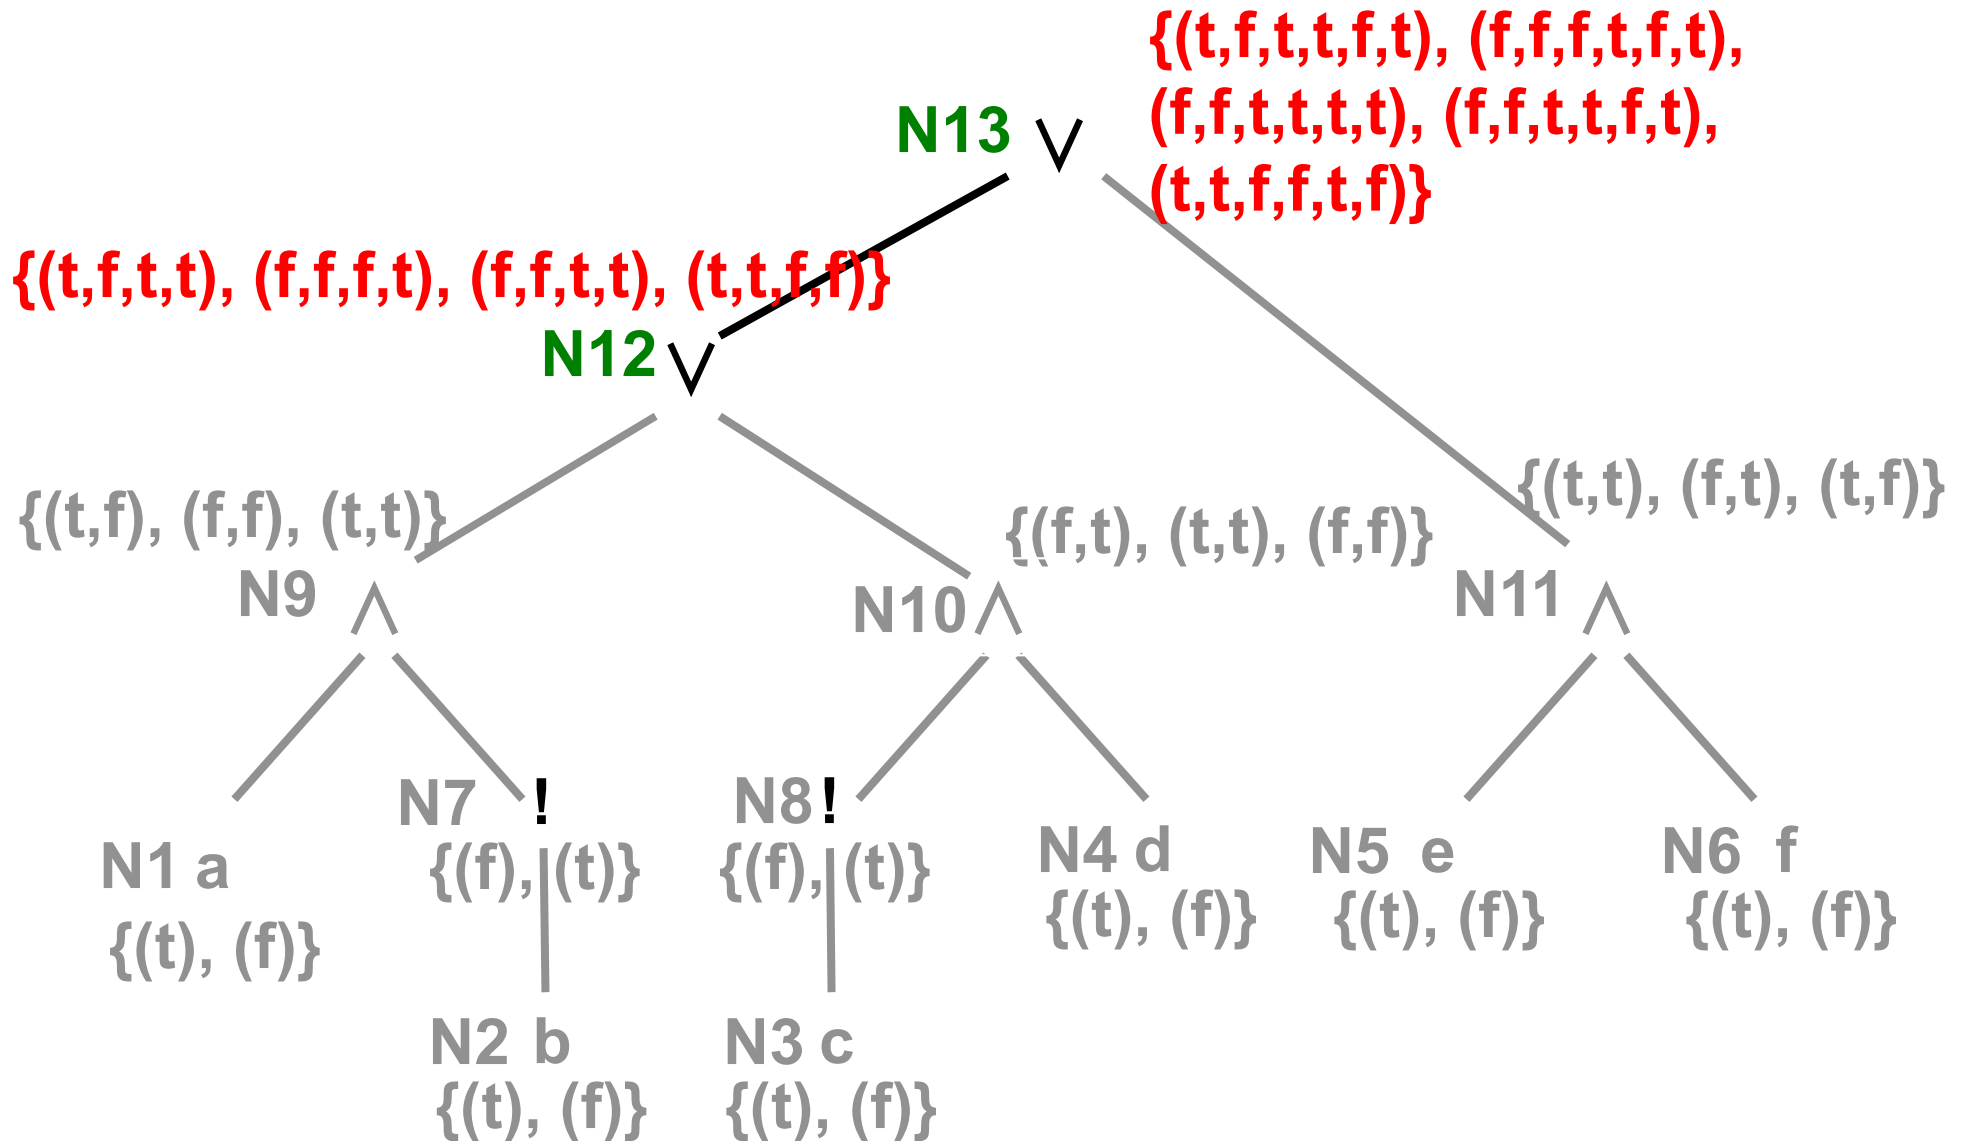 {(t,f,t,t,f,t), (f,f,f,t,f,t),
(f,f,t,t,t,t), (f,f,t,t,f,t),
(t,t,f,f,t,f)}
N13 ∨
{(t,f,t,t), (f,f,f,t), (f,f,t,t), (t,t,f,f)}
N12 ∨
{(t,f), (f,f), (t,t)}
{(f,t), (t,t), (f,f)}
{(t,t), (f,t), (t,f)}
N9 ∧
N10 ∧
N11 ∧
N7 !
{(f), (t)}
N8 !
{(f), (t)}
N1 a
{(t), (f)}
N4 d
{(t), (f)}
N5 e
{(t), (f)}
N6 f
{(t), (f)}
N2 b
{(t), (f)}
N3 c
{(t), (f)}